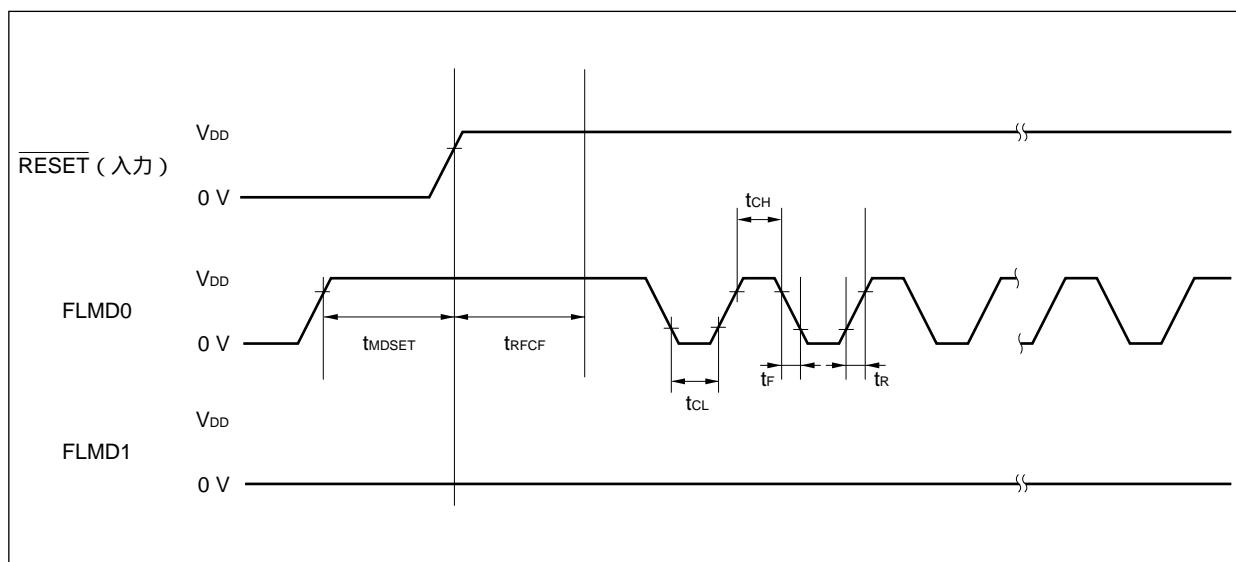 VDD
RESET（入力）
0 V
tCH
VDD
FLMD0
0 V
tMDSET
tRFCF
tF
tR
tCL
VDD
FLMD1
0 V